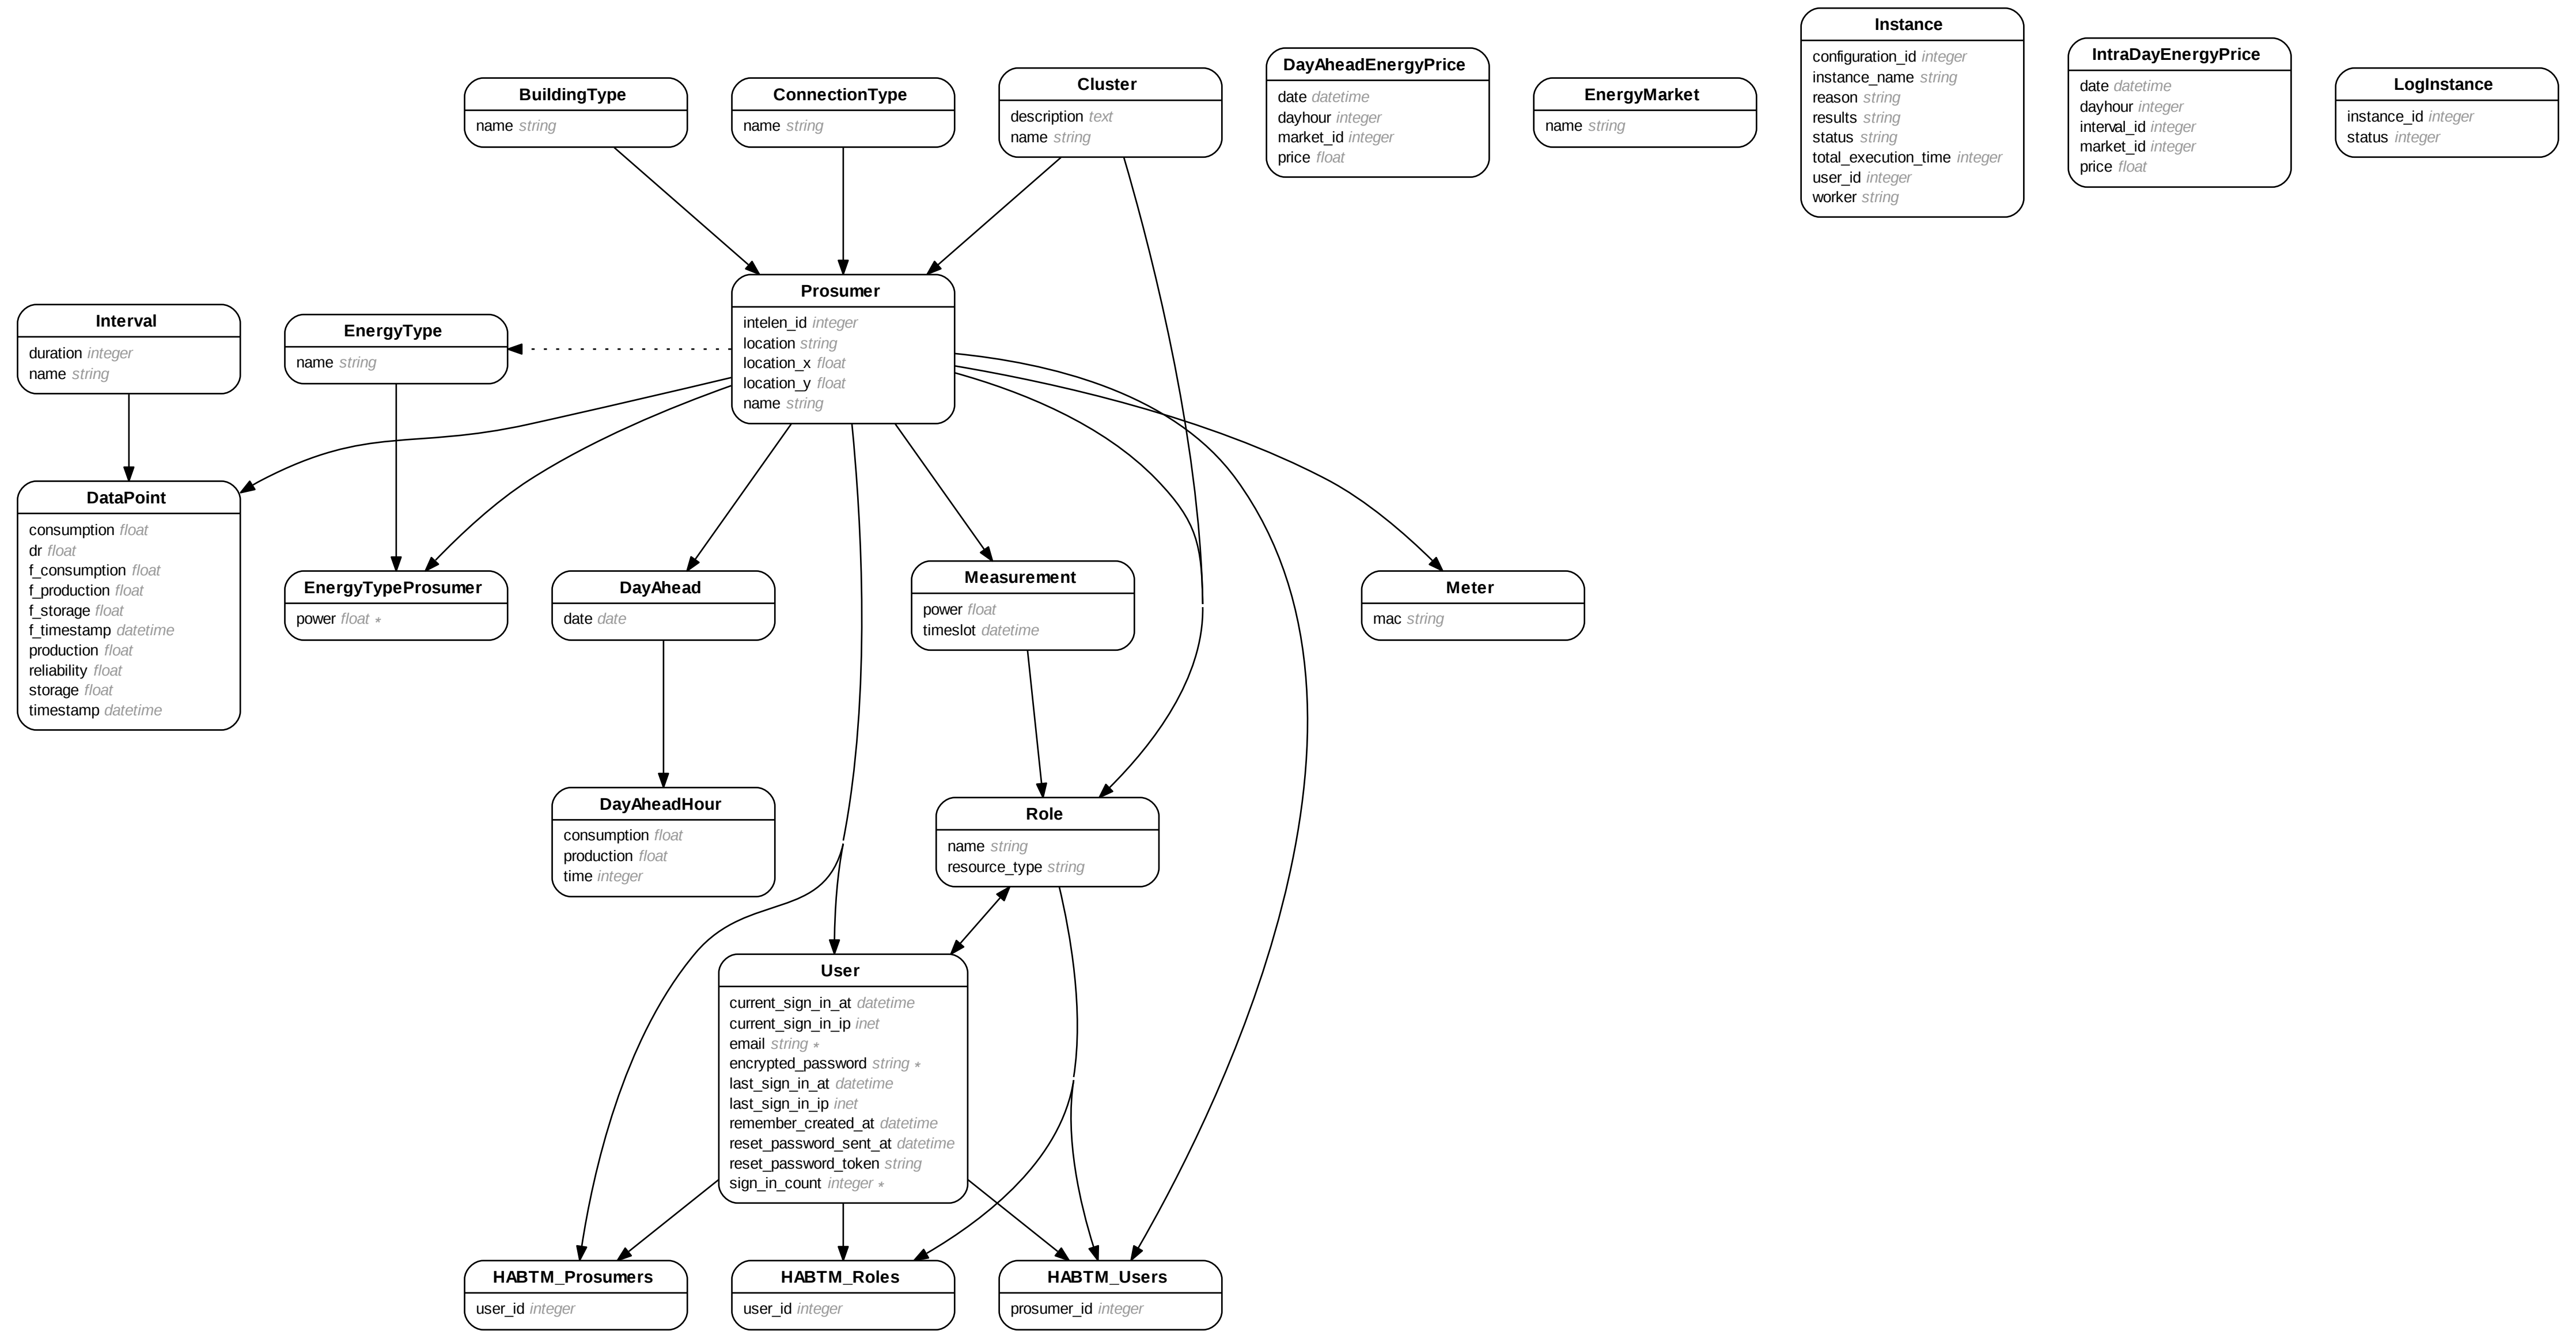 BuildingType
name string
ConnectionType
name string
Cluster
description text
name string
DayAheadEnergyPrice
date datetime
dayhour integer
market_id integer
price float
EnergyMarket
name string
Instance
configuration_id integer
instance_name string
reason string
results string
status string
total_execution_time integer
user_id integer
worker string
IntraDayEnergyPrice
date datetime
dayhour integer
interval_id integer
market_id integer
price float
LogInstance
instance_id integer
status integer
Interval
duration integer
name string
EnergyType
name string
Prosumer
intelen_id integer
location string
location_x float
location_y float
name string
DataPoint
consumption float
dr float
f_consumption float
f_production float
f_storage float
f_timestamp datetime
production float
reliability float
storage float
timestamp datetime
EnergyTypeProsumer
power float *
DayAhead
date date
Measurement
power float
timeslot datetime
Meter
mac string
DayAheadHour
consumption float
production float
time integer
Role
name string
resource_type string
User
current_sign_in_at datetime
current_sign_in_ip inet
email string *
encrypted_password string *
last_sign_in_at datetime
last_sign_in_ip inet
remember_created_at datetime
reset_password_sent_at datetime
reset_password_token string
sign_in_count integer *
HABTM_Prosumers
user_id integer
HABTM_Roles
user_id integer
HABTM_Users
prosumer_id integer